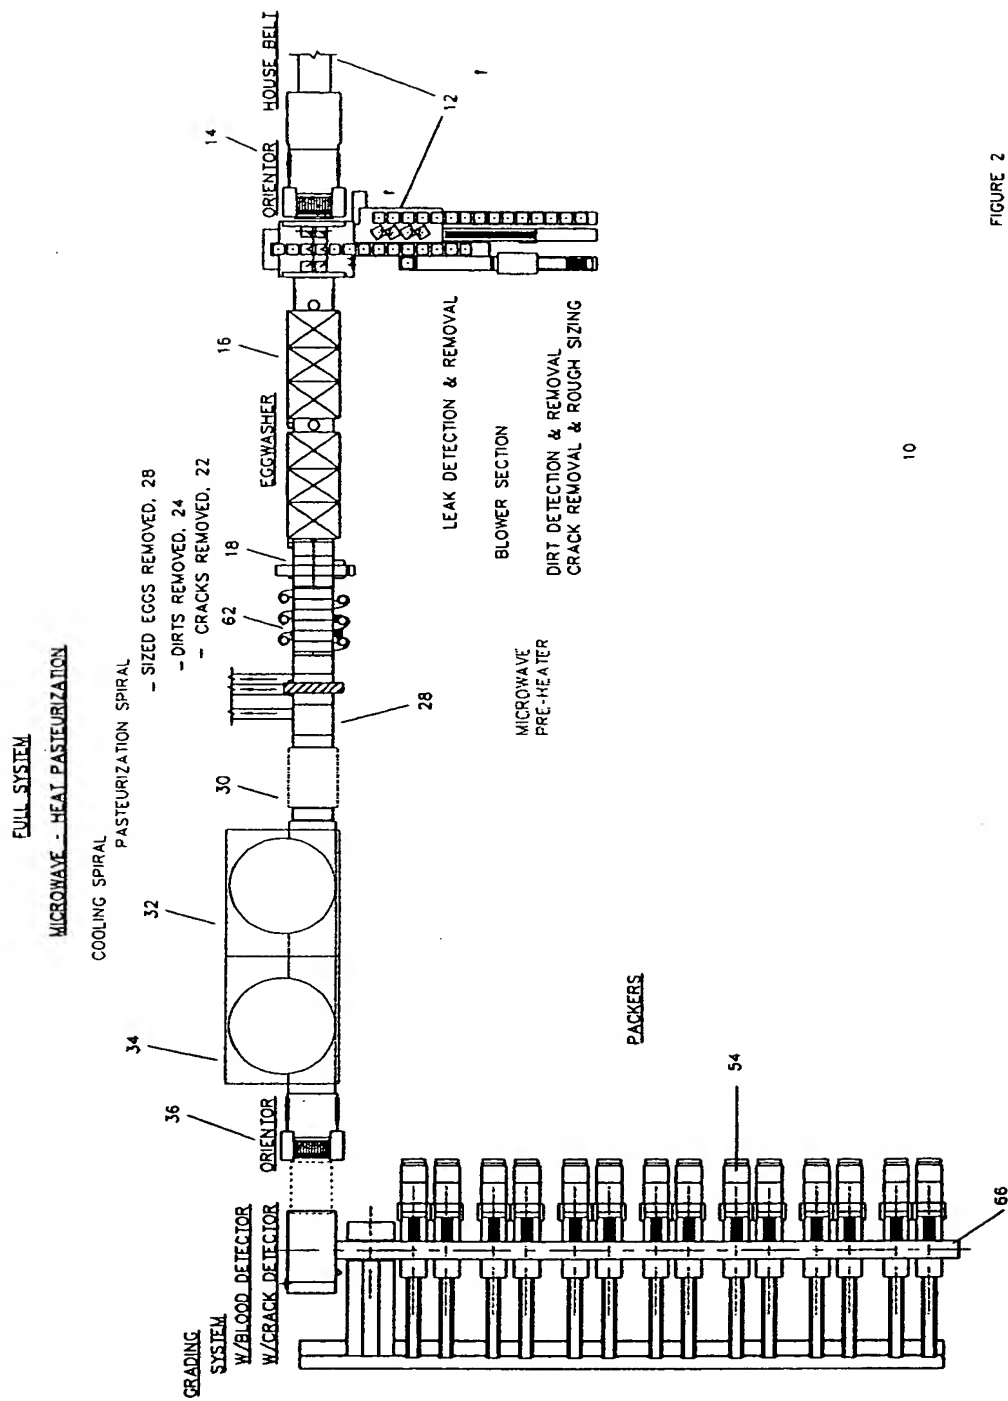 FULL SYSTEM
MICROWAVE - HEAT PASTEURIZATION
COOLING SPIRAL
PASTEURIZATION SPIRAL
- SIZED EGGS REMOVED, 28
- DIRTS REMOVED, 24
- CRACKS REMOVED, 22
GRADING
SYSTEM
W/BLOOD DETECTOR
W/CRACK DETECTOR
ORIENTOR
36
34
32
30
62
18
EGGWASHER
16
ORIENTOR
14
HOUSE BELT
12
28
MICROWAVE
PRE-HEATER
LEAK DETECTION & REMOVAL
BLOWER SECTION
DIRT DETECTION & REMOVAL
CRACK REMOVAL & ROUGH SIZING
PACKERS
54
66
10
FIGURE 2